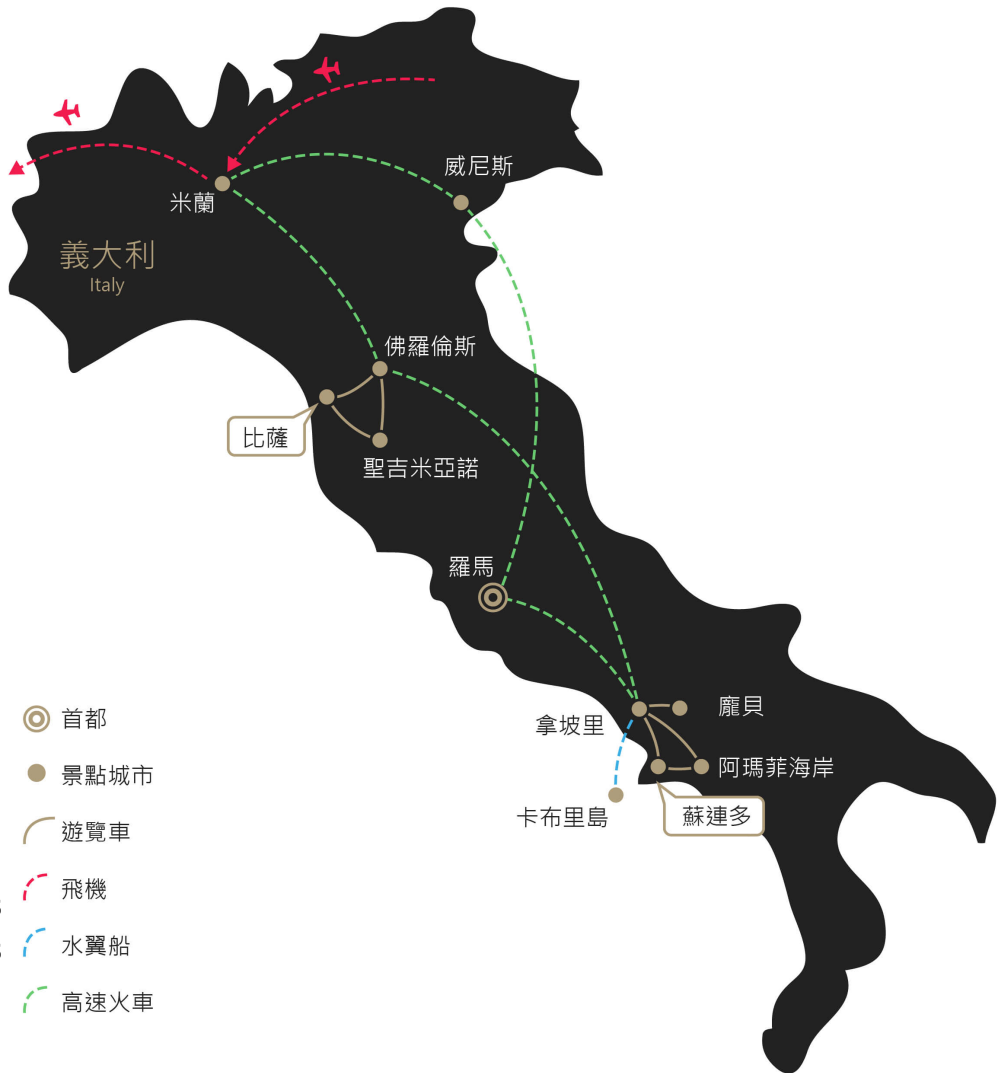 威尼斯
米蘭
義大利
Italy
佛羅倫斯
比薩
聖吉米亞諾
羅馬
拿坡里
龐貝
阿瑪菲海岸
卡布里島
蘇連多
首都
景點城市
遊覽車
飛機
水翼船
高速火車